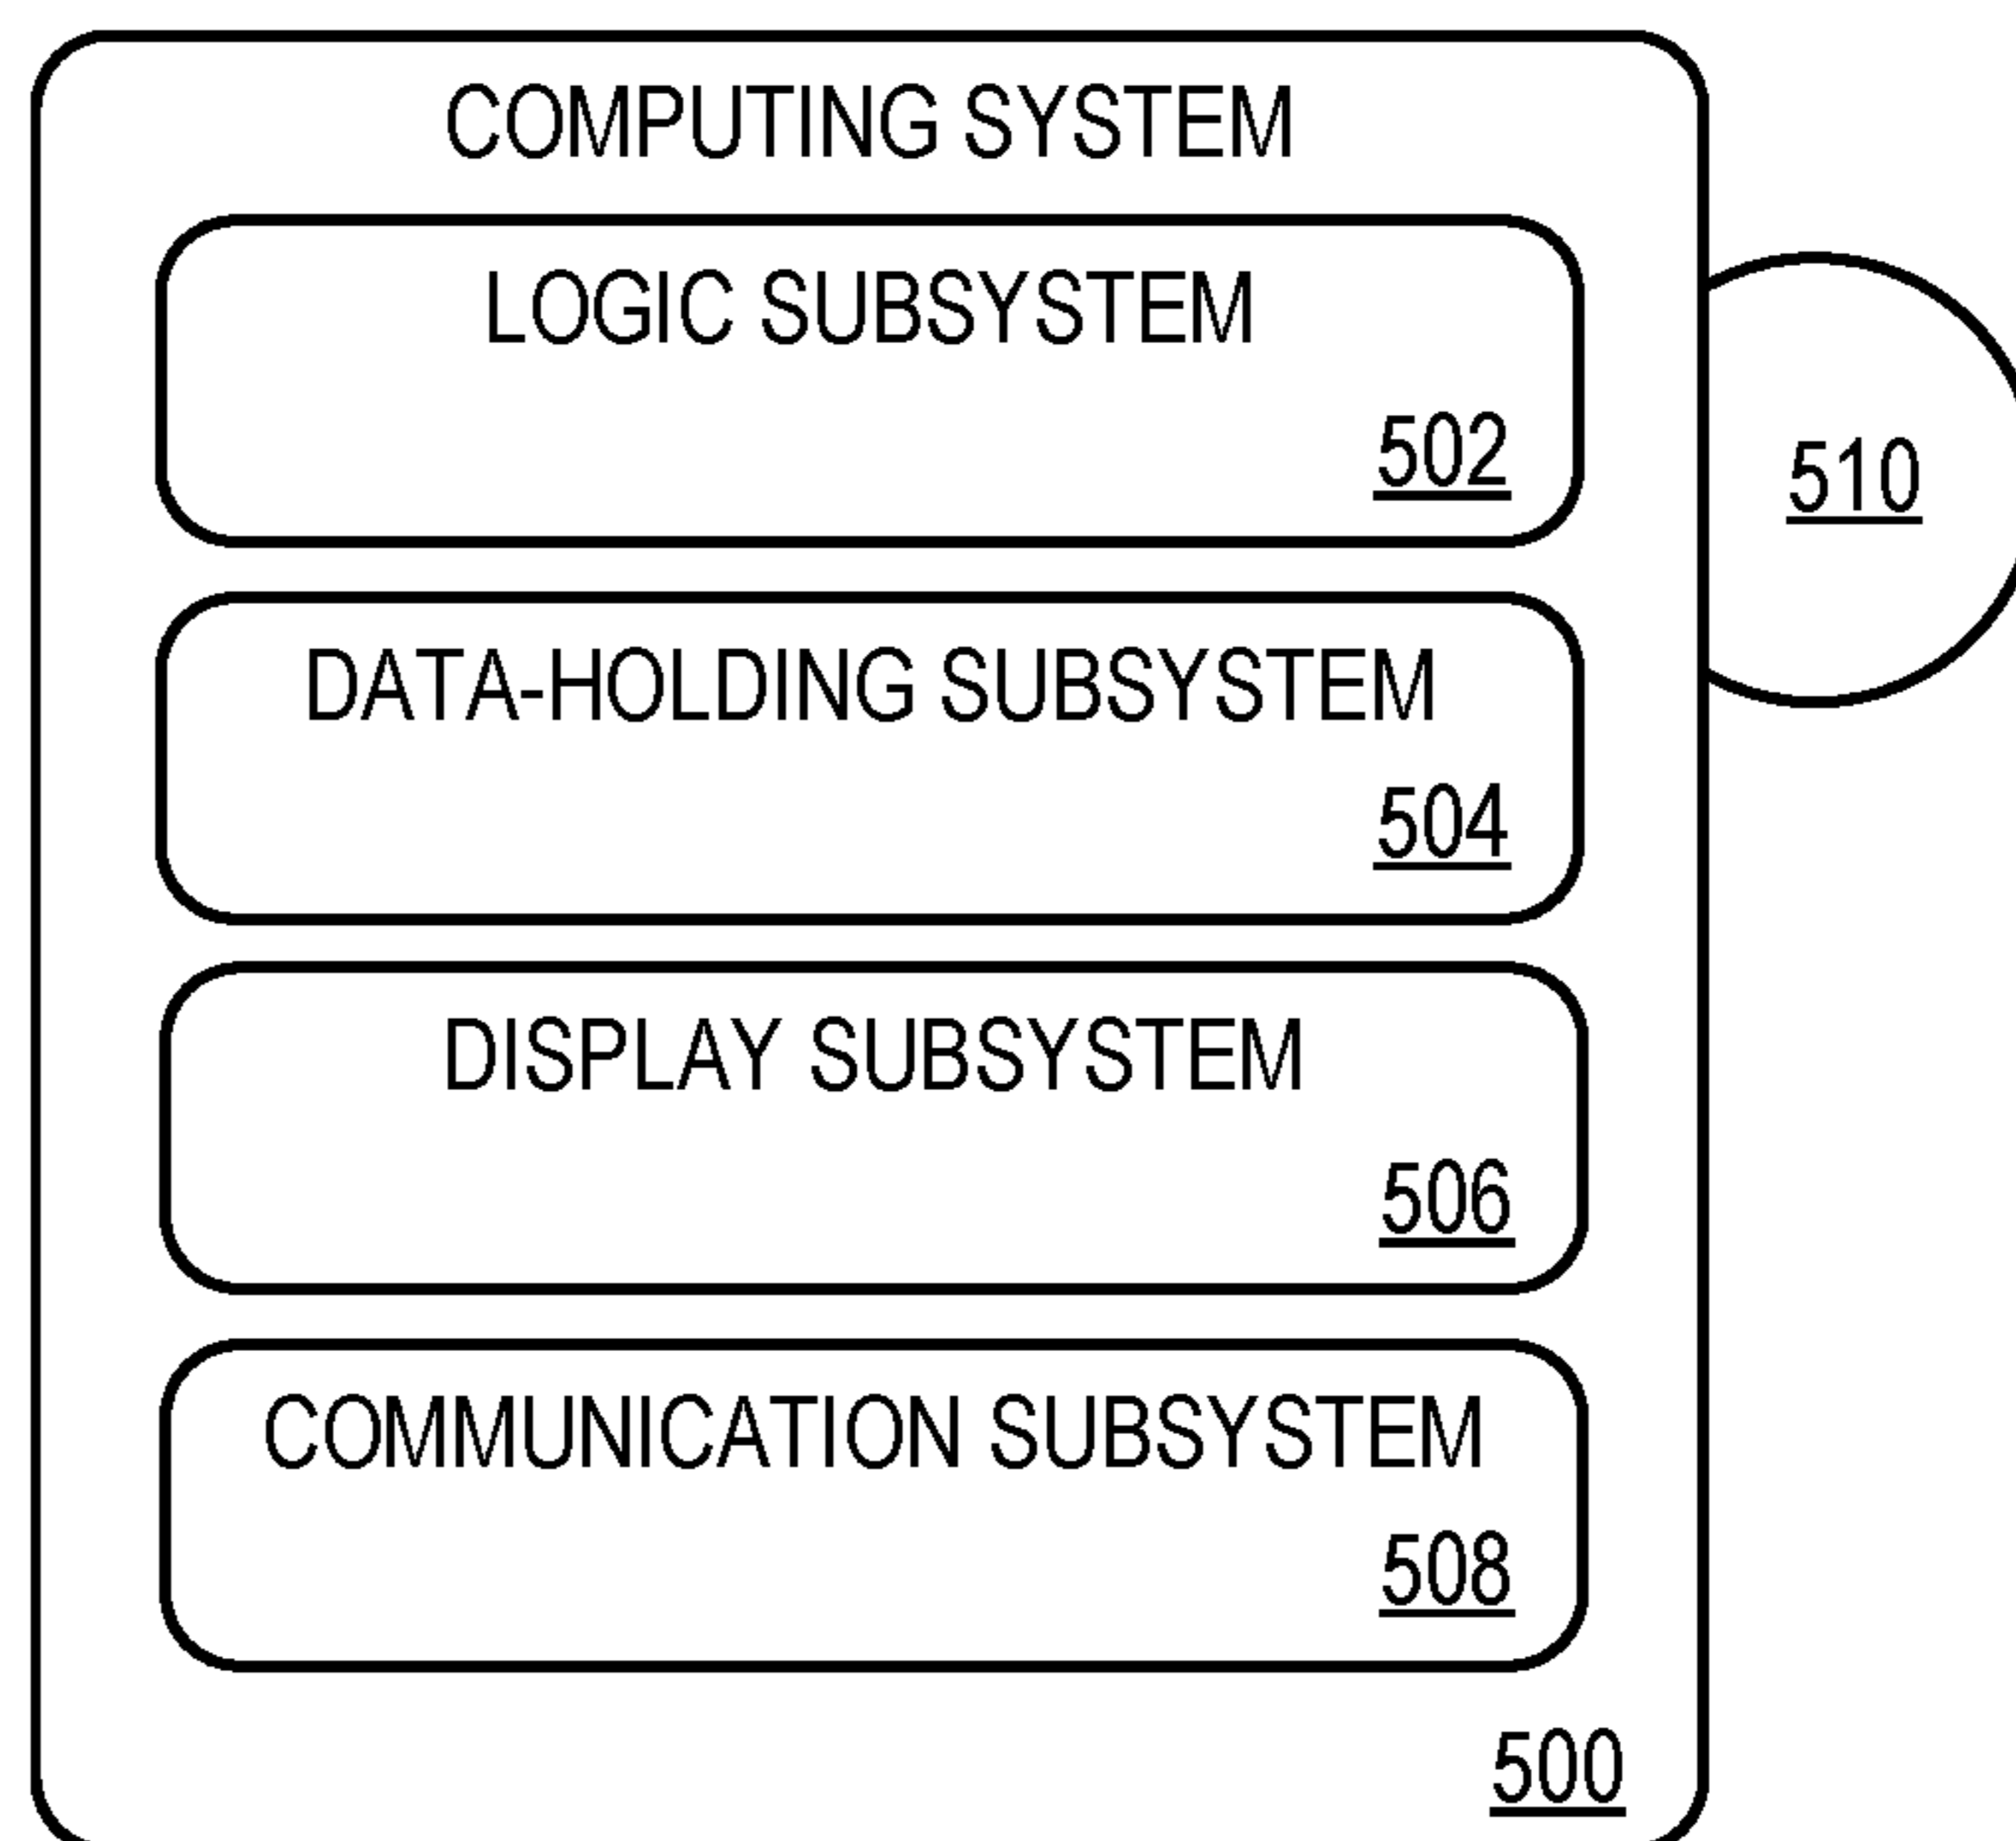 COMPUTING SYSTEM
LOGIC SUBSYSTEM
502
510
DATA-HOLDING SUBSYSTEM
504
DISPLAY SUBSYSTEM
506
COMMUNICATION SUBSYSTEM
508
500